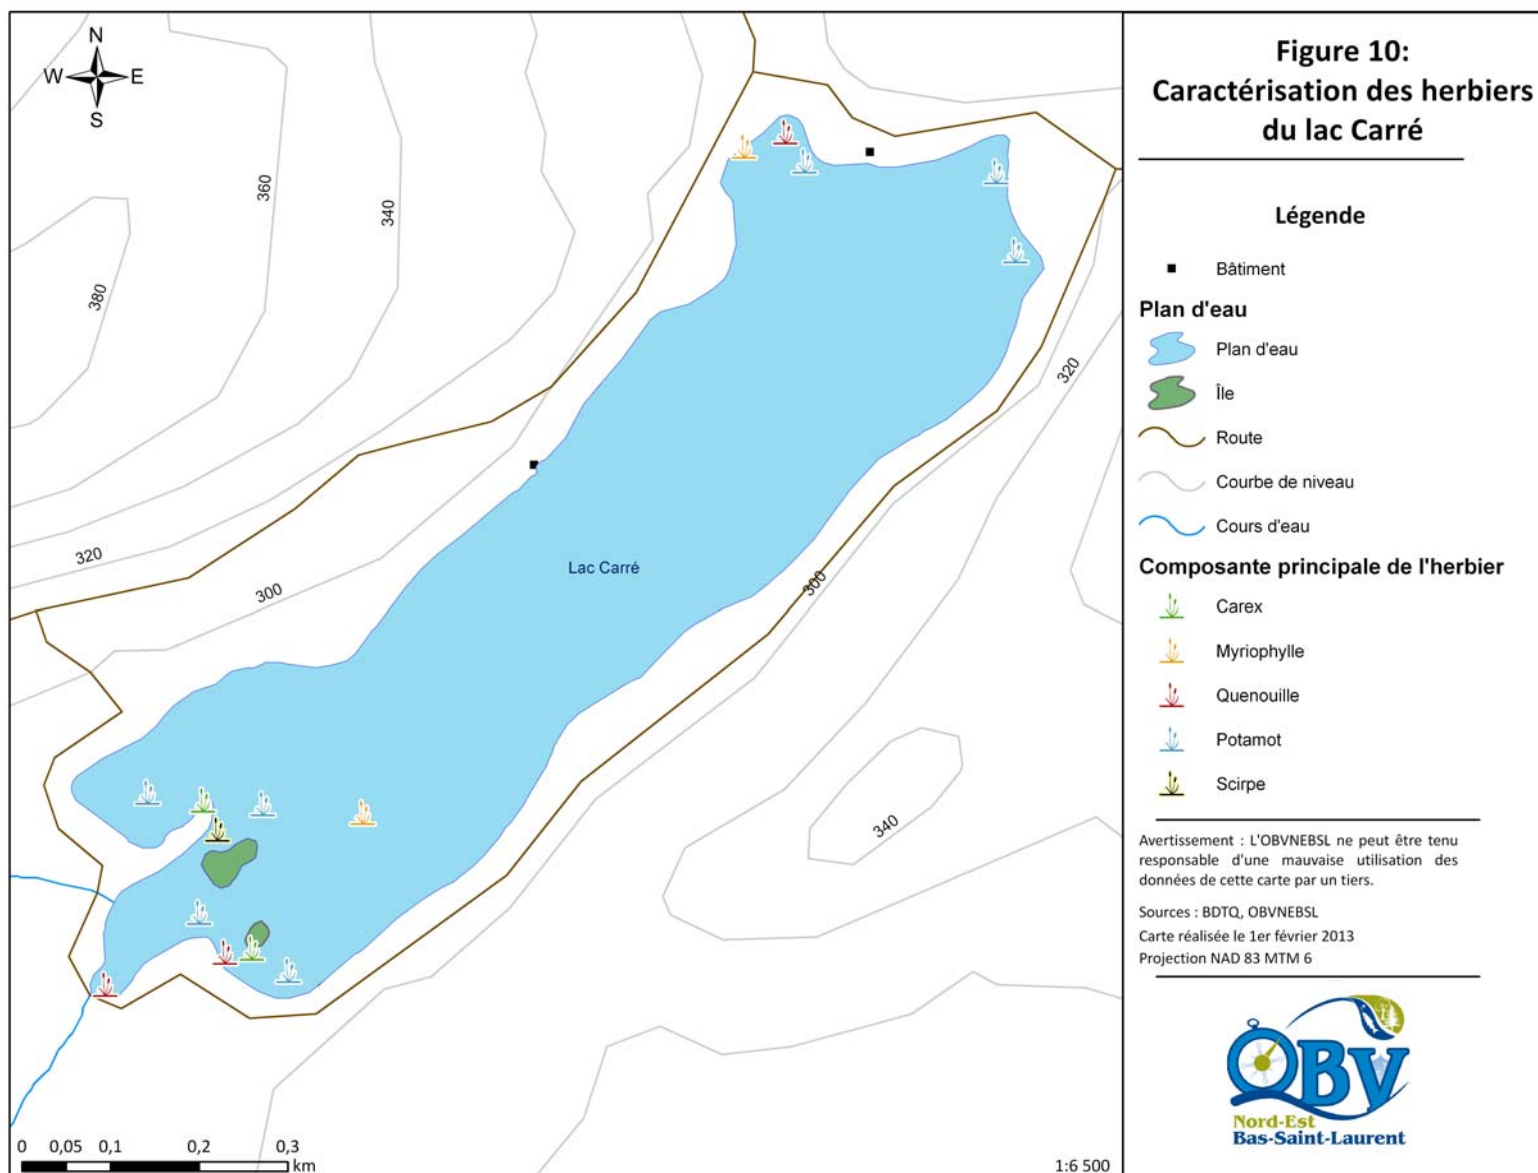 N
W E
S
360
340
380
320
320
300
300
340
Lac Carré
0 0,05 0,1 0,2 0,3
km
1:6 500
Figure 10:
Caractérisation des herbiers
du lac Carré
Légende
Bâtiment
Plan d'eau
Plan d'eau
Île
Route
Courbe de niveau
Cours d'eau
Composante principale de l'herbier
Carex
Myriophylle
Quenouille
Potamot
Scirpe
Avertissement : L'OBVNEBSL ne peut être tenu
responsable d'une mauvaise utilisation des
données de cette carte par un tiers.
Sources : BDTQ, OBVNEBSL
Carte réalisée le 1er février 2013
Projection NAD 83 MTM 6
OBV
Nord-Est
Bas-Saint-Laurent